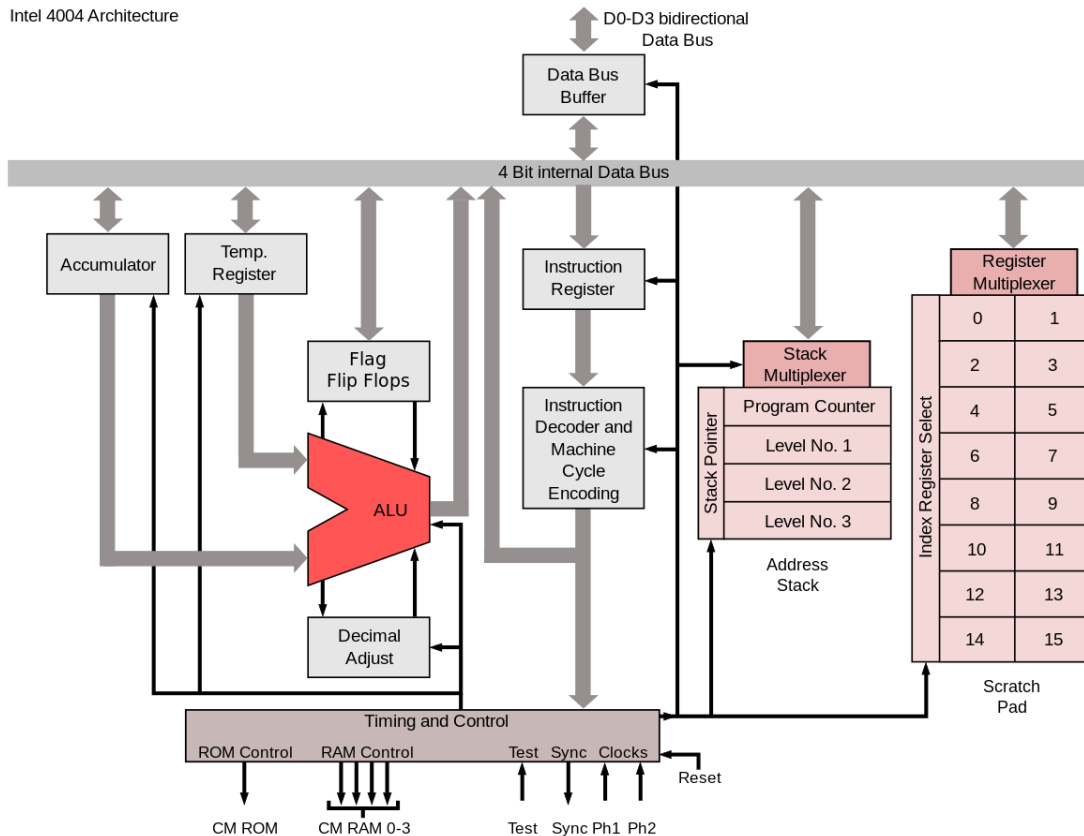 Intel 4004 Architecture
D0-D3 bidirectional
Data Bus
Data Bus
Buffer
4 Bit internal Data Bus
Accumulator
Temp.
Register
Flag
Flip Flops
ALU
Decimal
Adjust
Instruction
Register
Instruction
Decoder and
Machine
Cycle
Encoding
Stack
Multiplexer
Stack Pointer
Program Counter
Level No. 1
Level No. 2
Level No. 3
Address
Stack
Register
Multiplexer
Index Register Select
0 1
2 3
4 5
6 7
8 9
10 11
12 13
14 15
Scratch
Pad
Timing and Control
ROM Control RAM Control Test Sync Clocks
Reset
CM ROM CM RAM 0-3 Test Sync Ph1 Ph2